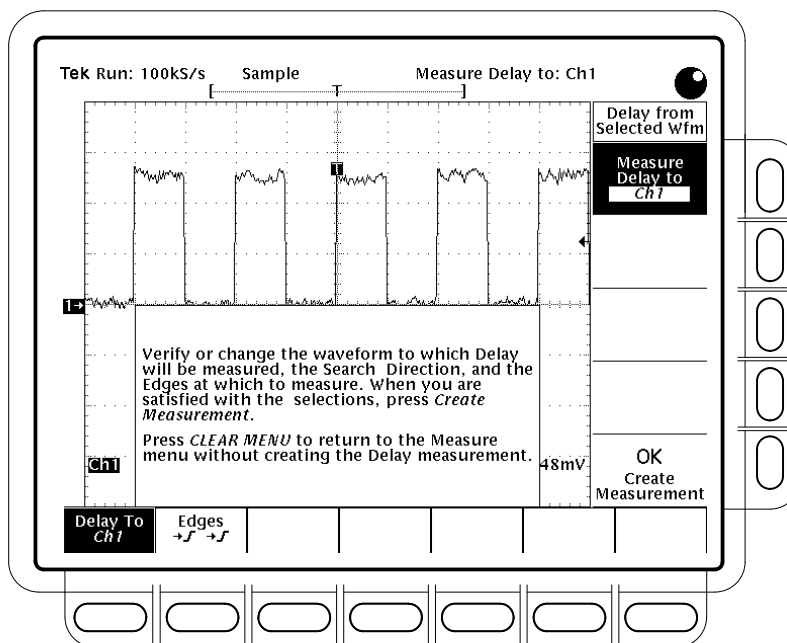 Tek Run: 100kS/s Sample Measure Delay to: Ch1
[ T ]
Delay from
Selected Wfm
Measure
Delay to
Ch1
T
1→
Verify or change the waveform to which Delay
will be measured, the Search Direction, and the
Edges at which to measure. When you are
satisfied with the selections, press Create
Measurement.
Press CLEAR MENU to return to the Measure
menu without creating the Delay measurement.
Ch1
48mV
OK
Create
Measurement
Delay To
Ch1
Edges